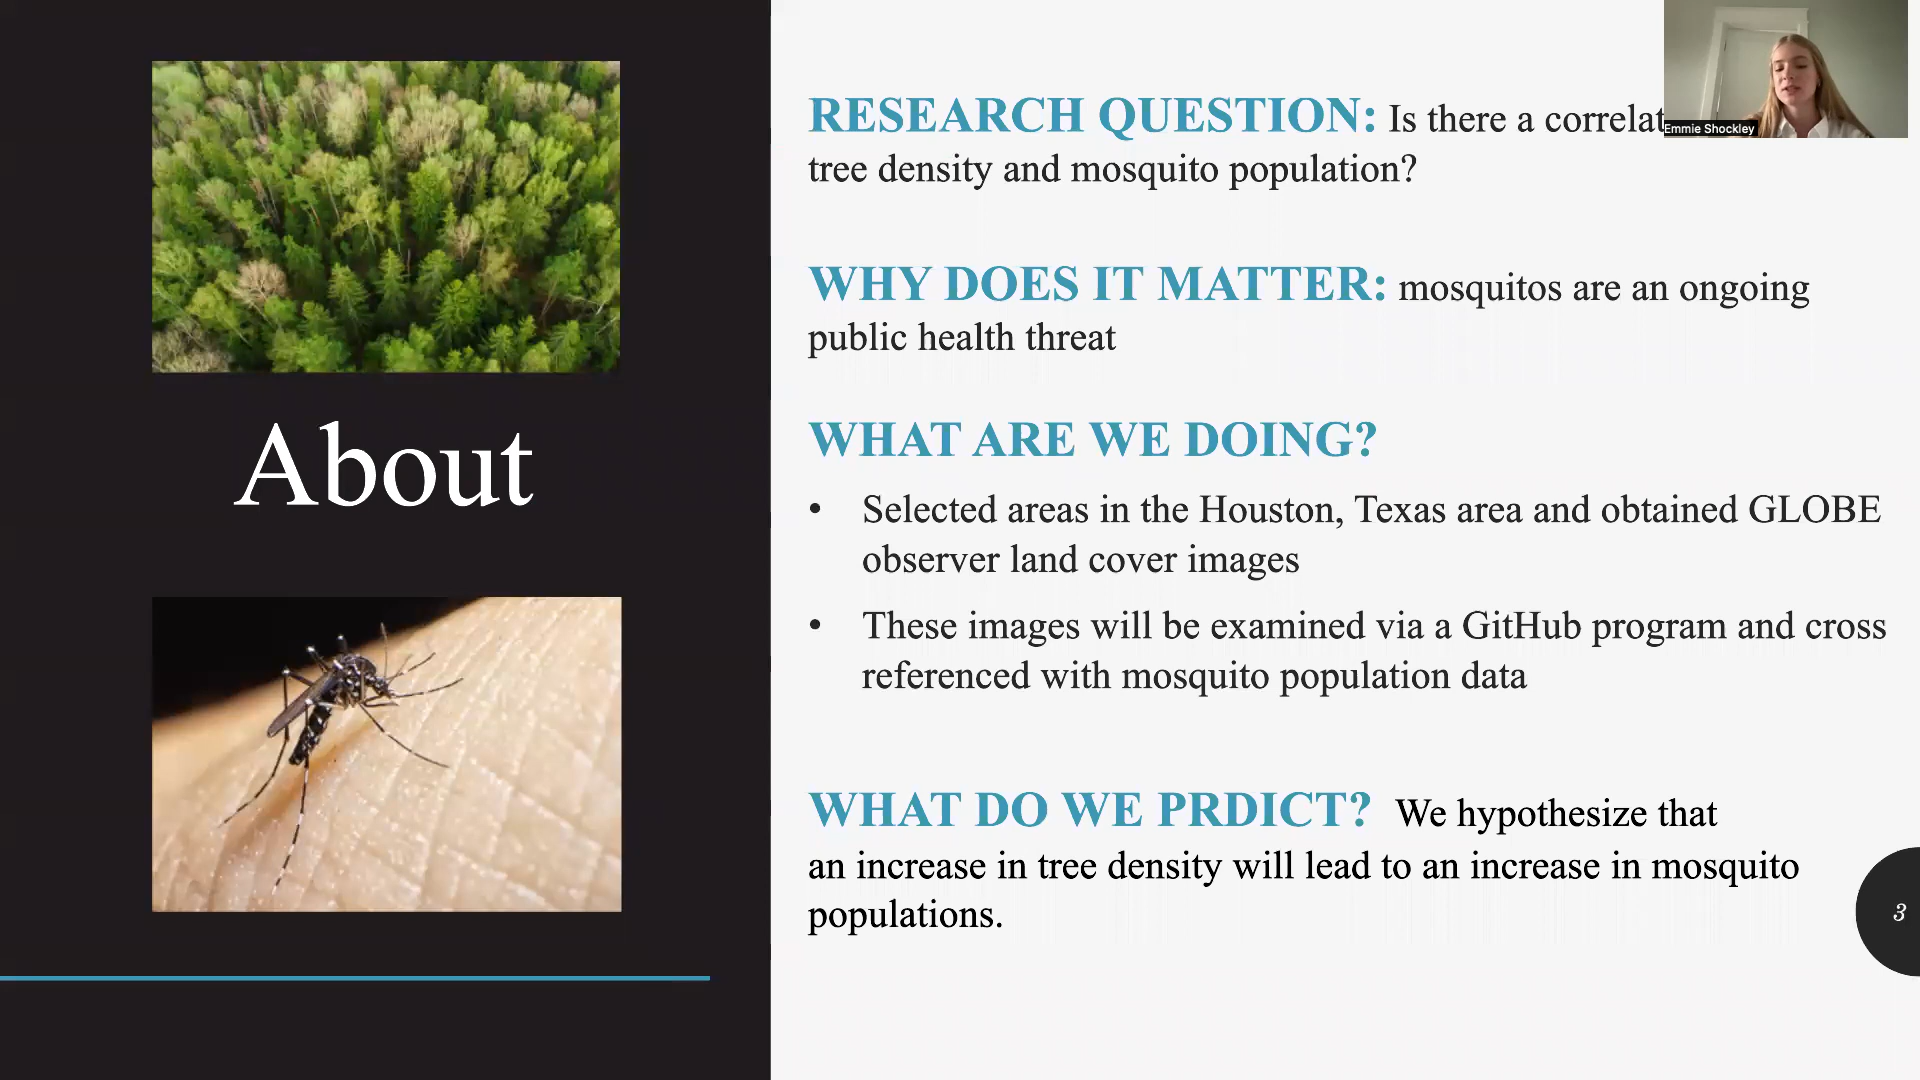 About
RESEARCH QUESTION: Is there a correlat
tree density and mosquito population?
WHY DOES IT MATTER: mosquitos are an ongoing
public health threat
WHAT ARE WE DOING?
• Selected areas in the Houston, Texas area and obtained GLOBE
observer land cover images
• These images will be examined via a GitHub program and cross
referenced with mosquito population data
WHAT DO WE PRDICT? We hypothesize that
an increase in tree density will lead to an increase in mosquito
populations.
Emmie Shockley
3